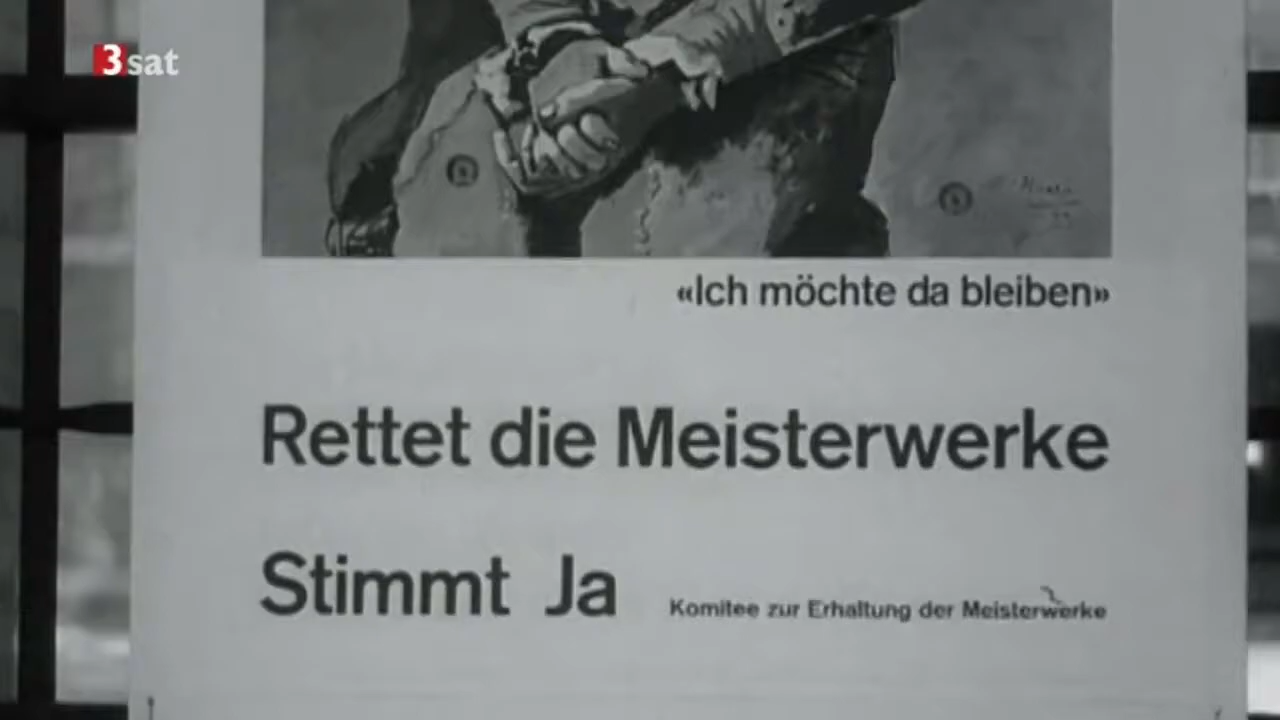 3sat
«Ich möchte da bleiben»
Rettet die Meisterwerke
Stimmt Ja
Komitee zur Erhaltung der Meisterwerke